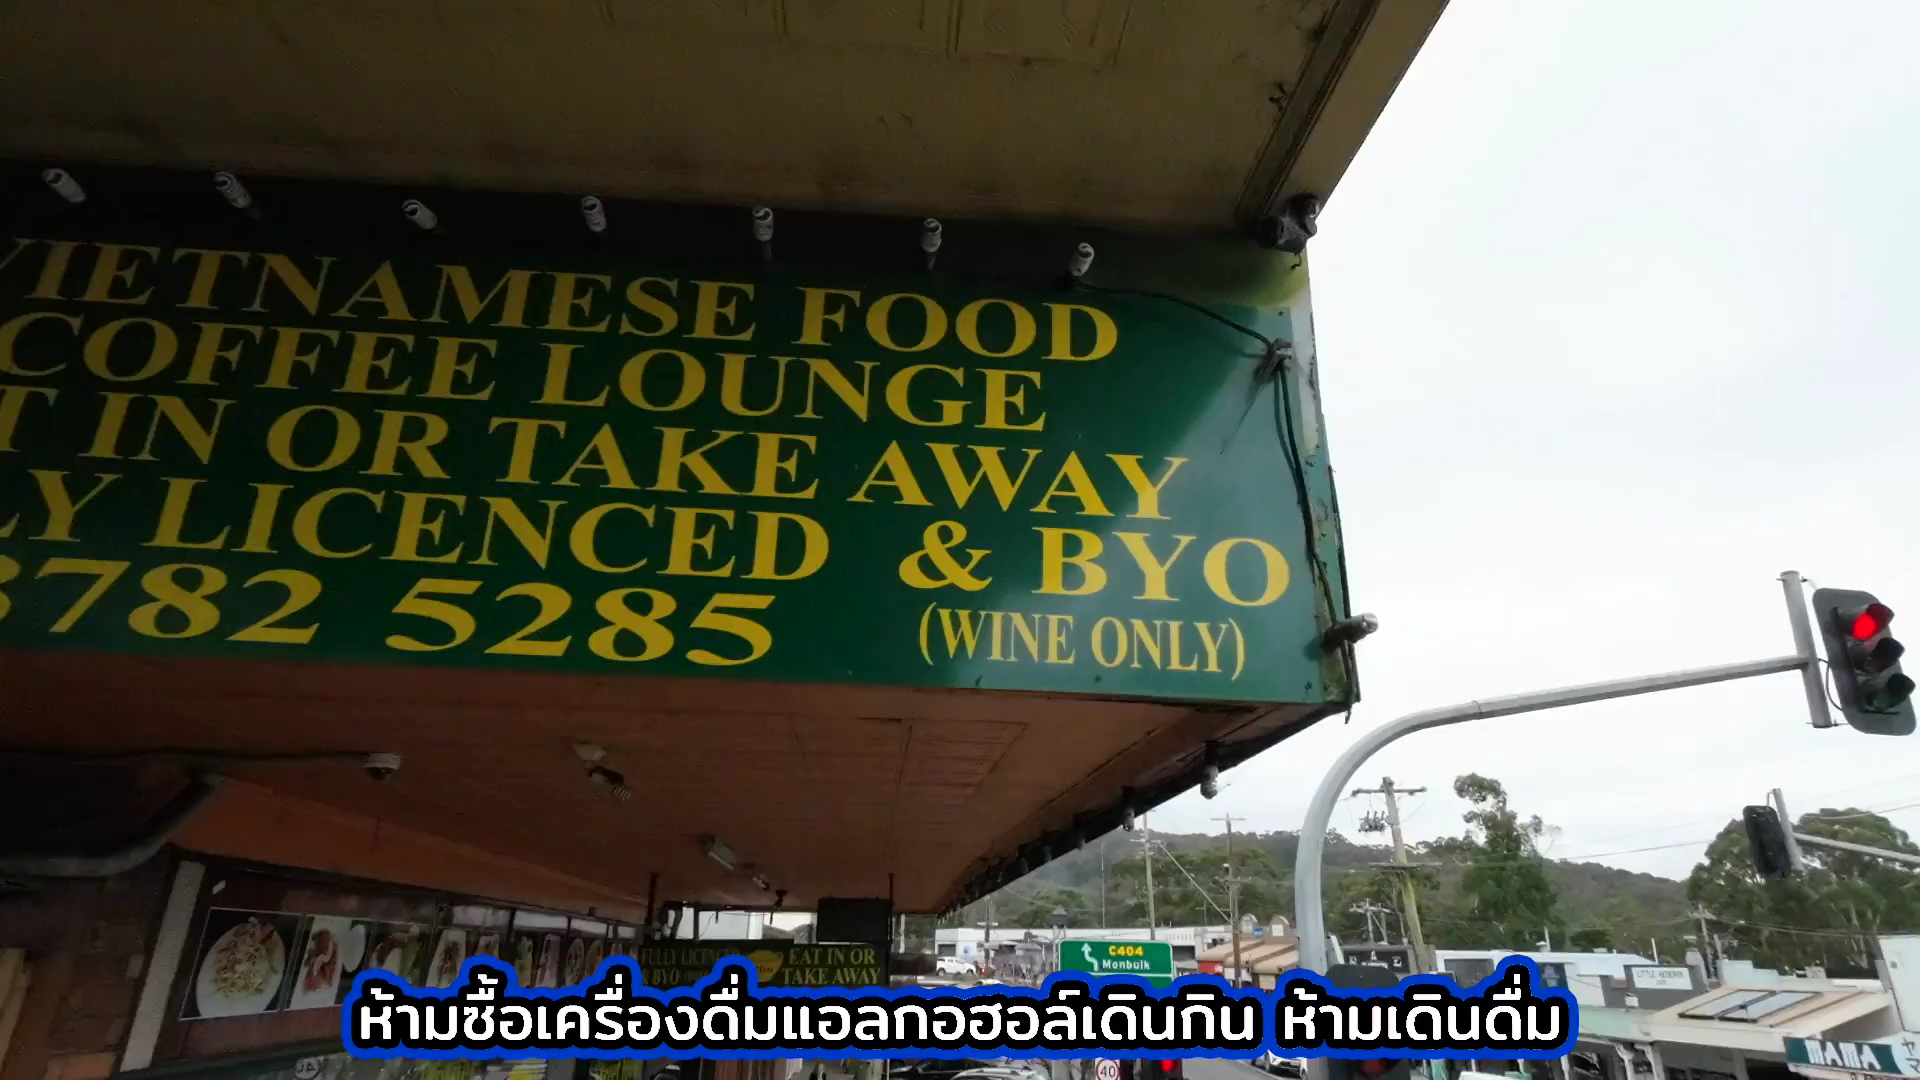 VIETNAMESE FOOD
COFFEE LOUNGE
IN OR TAKE AWAY
LICENCED & BYO
782 5285
(WINE ONLY)
C404
Monbulk
FULLY LICENCED
& BYO
EAT IN OR
TAKE AWAY
40
MAMA
ห้ามซื้อเครื่องดื่มแอลกอฮอล์เดินกิน ห้ามเดินดื่ม